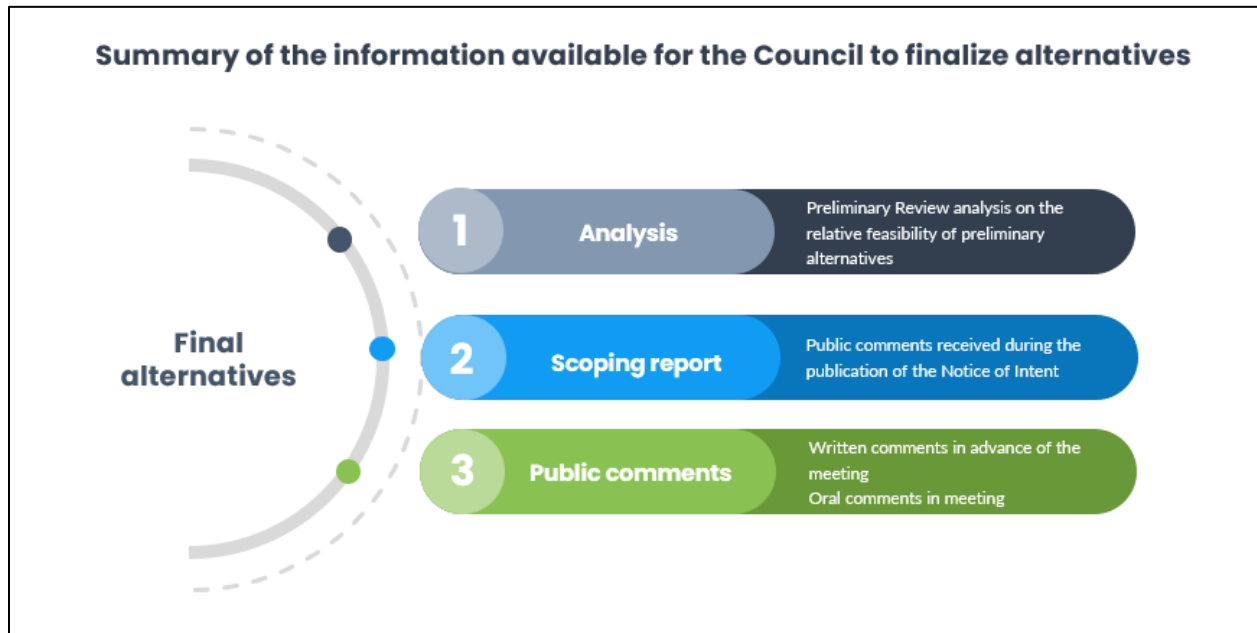 Summary of the information available for the Council to finalize alternatives
Final
alternatives
1
Analysis
Preliminary Review analysis on the
relative feasibility of preliminary
alternatives
2
Scoping report
Public comments received during the
publication of the Notice of Intent
3
Public comments
Written comments in advance of the
meeting
Oral comments in meeting